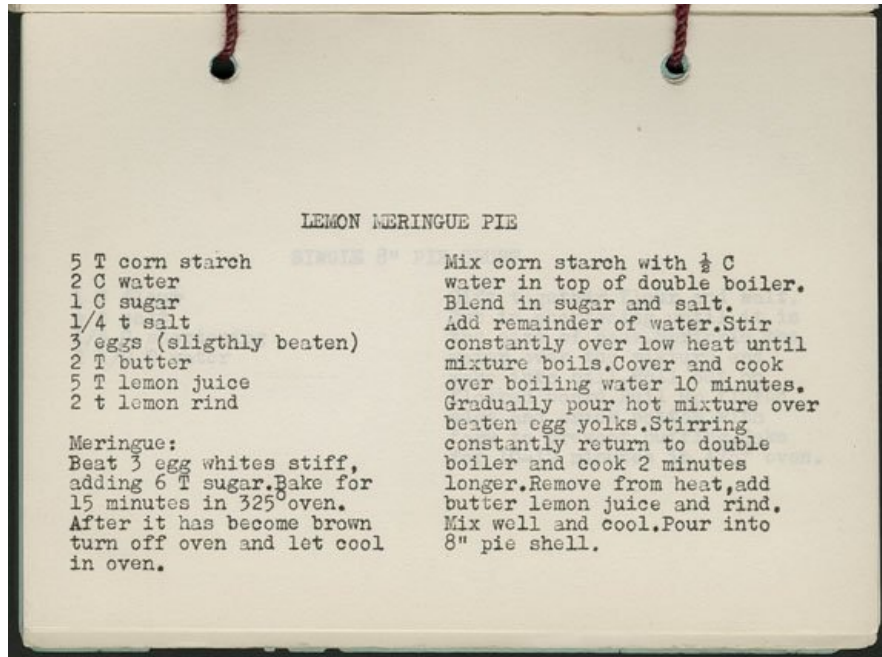 LEMON MERINGUE PIE
5 T corn starch
2 C water
1 C sugar
1/4 t salt
3 eggs (sligthly beaten)
2 T butter
5 T lemon juice
2 t lemon rind
Meringue:
Beat 3 egg whites stiff,
adding 6 T sugar.Bake for
15 minutes in 325° oven.
After it has become brown
turn off oven and let cool
in oven.
Mix corn starch with ½ C
water in top of double boiler.
Blend in sugar and salt.
Add remainder of water.Stir
constantly over low heat until
mixture boils.Cover and cook
over boiling water 10 minutes.
Gradually pour hot mixture over
beaten egg yolks.Stirring
constantly return to double
boiler and cook 2 minutes
longer.Remove from heat,add
butter lemon juice and rind.
Mix well and cool.Pour into
8" pie shell.